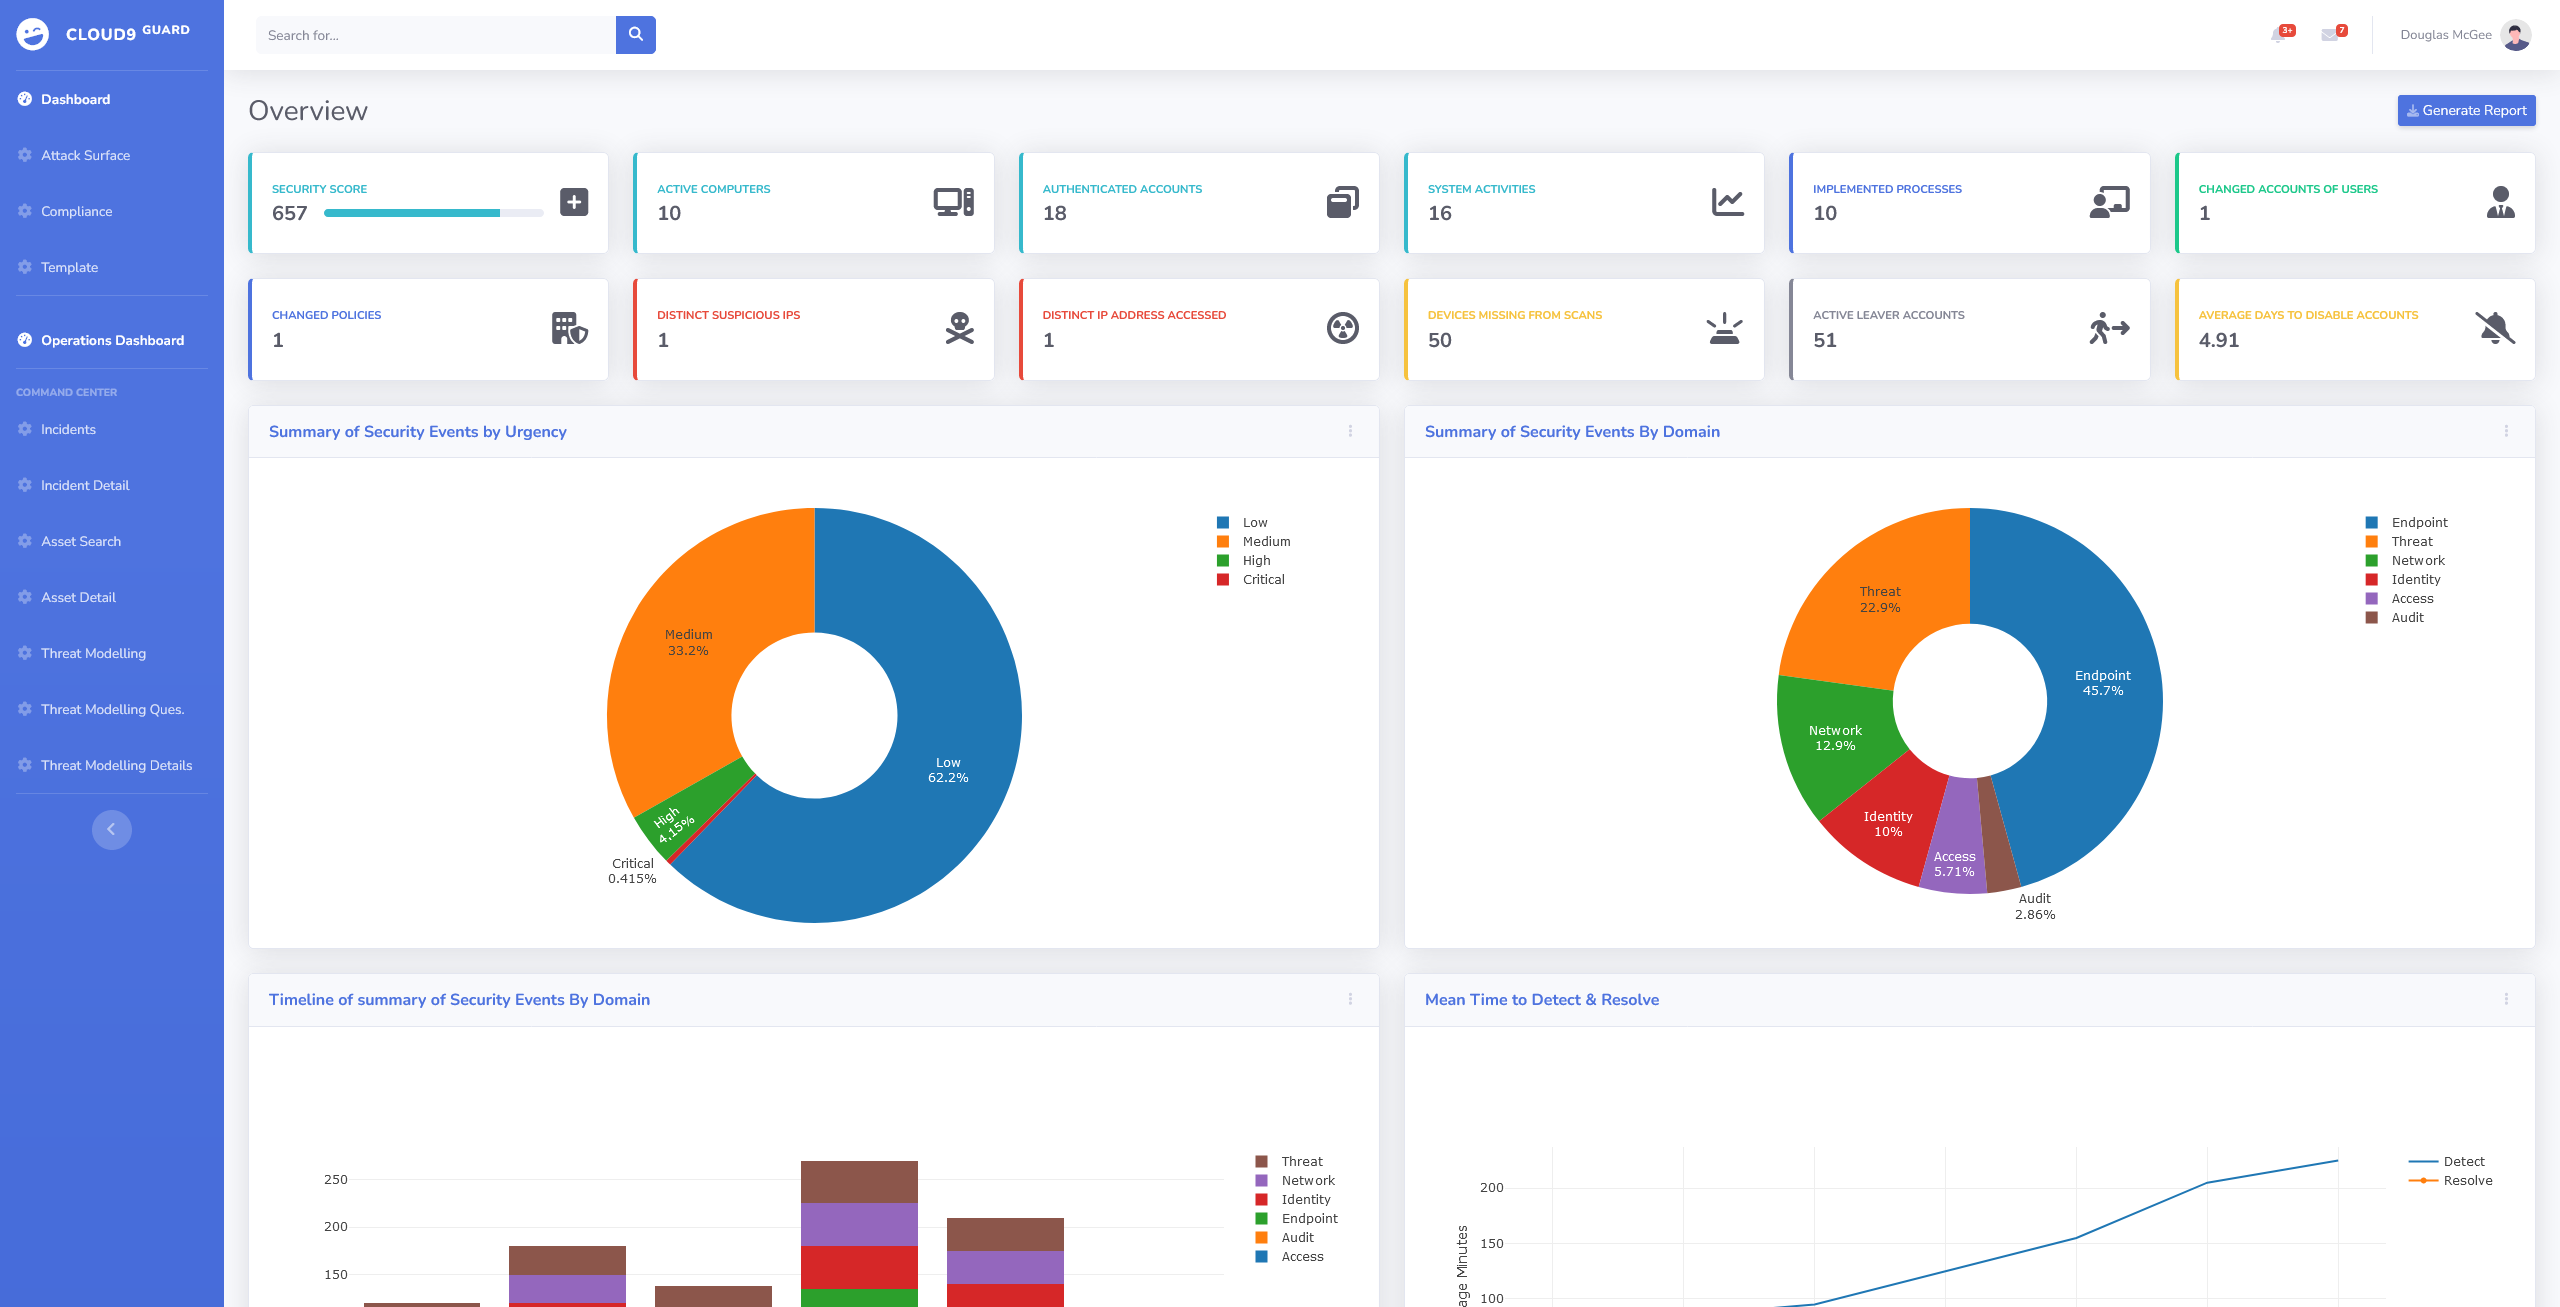 CLOUD9 GUARD
Search for...
3+
7
Douglas McGee
Dashboard
Attack Surface
Compliance
Template
Operations Dashboard
COMMAND CENTER
Incidents
Incident Detail
Asset Search
Asset Detail
Threat Modelling
Threat Modelling Ques.
Threat Modelling Details
Overview
Generate Report
SECURITY SCORE
657
ACTIVE COMPUTERS
10
AUTHENTICATED ACCOUNTS
18
SYSTEM ACTIVITIES
16
IMPLEMENTED PROCESSES
10
CHANGED ACCOUNTS OF USERS
1
CHANGED POLICIES
1
DISTINCT SUSPICIOUS IPS
1
DISTINCT IP ADDRESS ACCESSED
1
DEVICES MISSING FROM SCANS
50
ACTIVE LEAVER ACCOUNTS
51
AVERAGE DAYS TO DISABLE ACCOUNTS
4.91
Summary of Security Events by Urgency
Low
Medium
High
Critical
Medium
33.2%
Low
62.2%
High
4.15%
Critical
0.415%
Summary of Security Events By Domain
Endpoint
Threat
Network
Identity
Access
Audit
Threat
22.9%
Endpoint
45.7%
Network
12.9%
Identity
10%
Access
5.71%
Audit
2.86%
Timeline of summary of Security Events By Domain
250
200
150
Threat
Network
Identity
Endpoint
Audit
Access
Mean Time to Detect & Resolve
200
150
100
age Minutes
Detect
Resolve